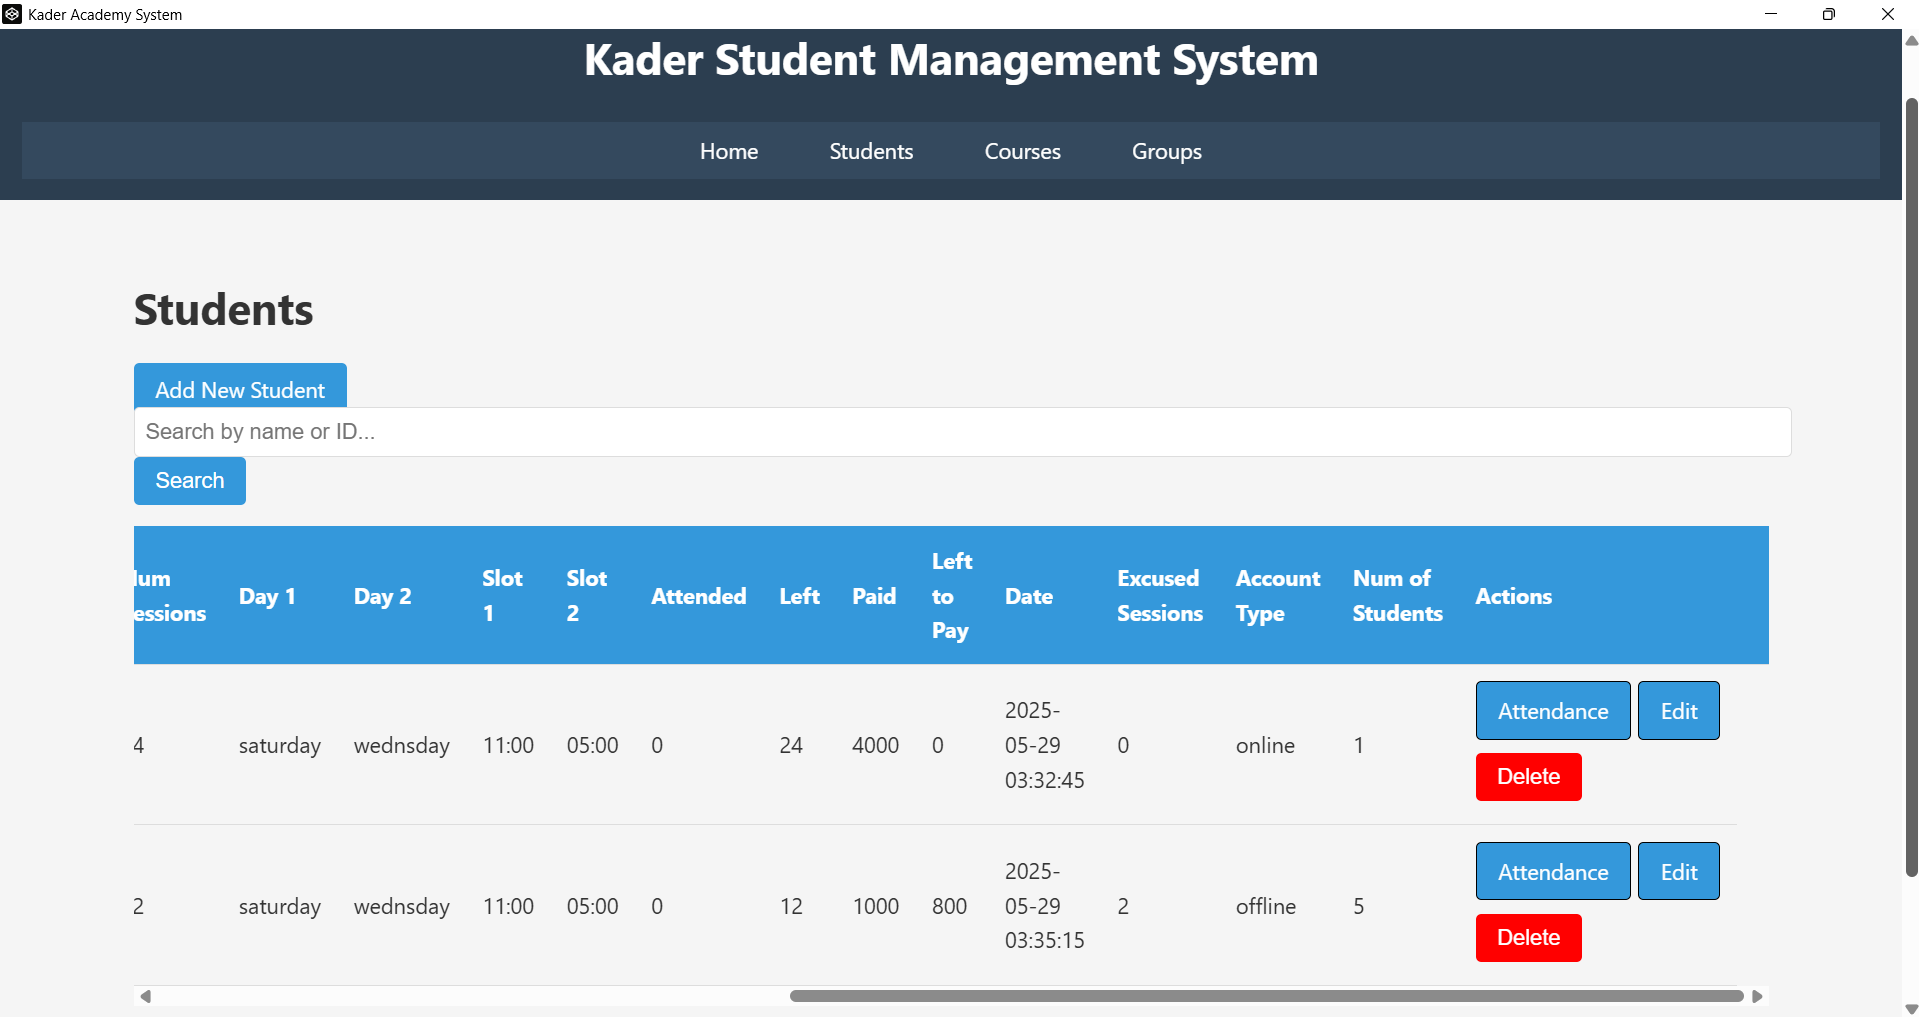 Kader Academy System
Kader Student Management System
Home Students Courses Groups
Students
Add New Student
Search by name or ID...
Search
lum essions Day 1 Day 2 Slot 1 Slot 2 Attended Left Paid Left to Pay Date Excused Sessions Account Type Num of Students Actions
4 saturday wednsday 11:00 05:00 0 24 4000 0 2025-05-29 03:32:45 0 online 1 Attendance Edit
Delete
2 saturday wednsday 11:00 05:00 0 12 1000 800 2025-05-29 03:35:15 2 offline 5 Attendance Edit
Delete